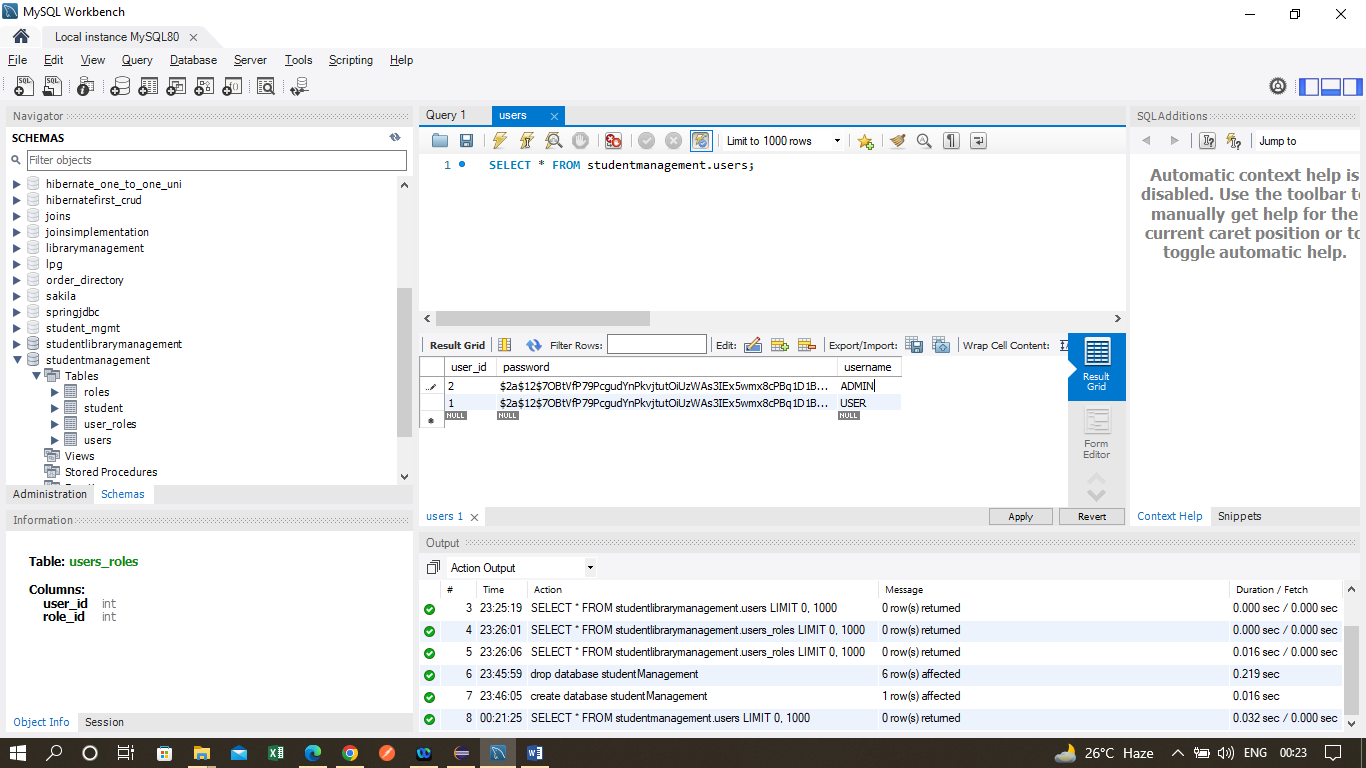 MySQL Workbench
Local instance MySQL80
File Edit View Query Database Server Tools Scripting Help
Navigator
SCHEMAS
Filter objects
hibernate_one_to_one_uni
hibernatefirst_crud
joins
joinsimplementation
librarymanagement
lpg
order_directory
sakila
springjdbc
student_mgmt
studentlibrarymanagement
studentmanagement
Tables
roles
student
user_roles
users
Views
Stored Procedures
Administration Schemas
Information
Table: users_roles
Columns:
user_id int
role_id int
Object Info Session
Query 1 users
Limit to 1000 rows
1 SELECT * FROM studentmanagement.users;
Result Grid Filter Rows: Edit: Export/Import: Wrap Cell Content:
user_id password username
2 $2a$12$7OBtVfP79PcgudYnPkvjtutOiUzWAs3IEx5wmx8cPBq1D1B... ADMIN
1 $2a$12$7OBtVfP79PcgudYnPkvjtutOiUzWAs3IEx5wmx8cPBq1D1B... USER
NULL NULL NULL
Result
Grid
Form
Editor
users 1 Apply Revert
Output
Action Output
# Time Action Message Duration / Fetch
3 23:25:19 SELECT * FROM studentlibrarymanagement.users LIMIT 0, 1000 0 row(s) returned 0.000 sec / 0.000 sec
4 23:26:01 SELECT * FROM studentlibrarymanagement.users_roles LIMIT 0, 1000 0 row(s) returned 0.000 sec / 0.000 sec
5 23:26:06 SELECT * FROM studentlibrarymanagement.users_roles LIMIT 0, 1000 0 row(s) returned 0.016 sec / 0.000 sec
6 23:45:59 drop database studentManagement 6 row(s) affected 0.219 sec
7 23:46:05 create database studentManagement 1 row(s) affected 0.016 sec
8 00:21:25 SELECT * FROM studentmanagement.users LIMIT 0, 1000 0 row(s) returned 0.032 sec / 0.000 sec
SQLAdditions
Jump to
Automatic context help is
disabled. Use the toolbar to
manually get help for the
current caret position or to
toggle automatic help.
Context Help Snippets
26°C Haze ENG 00:23